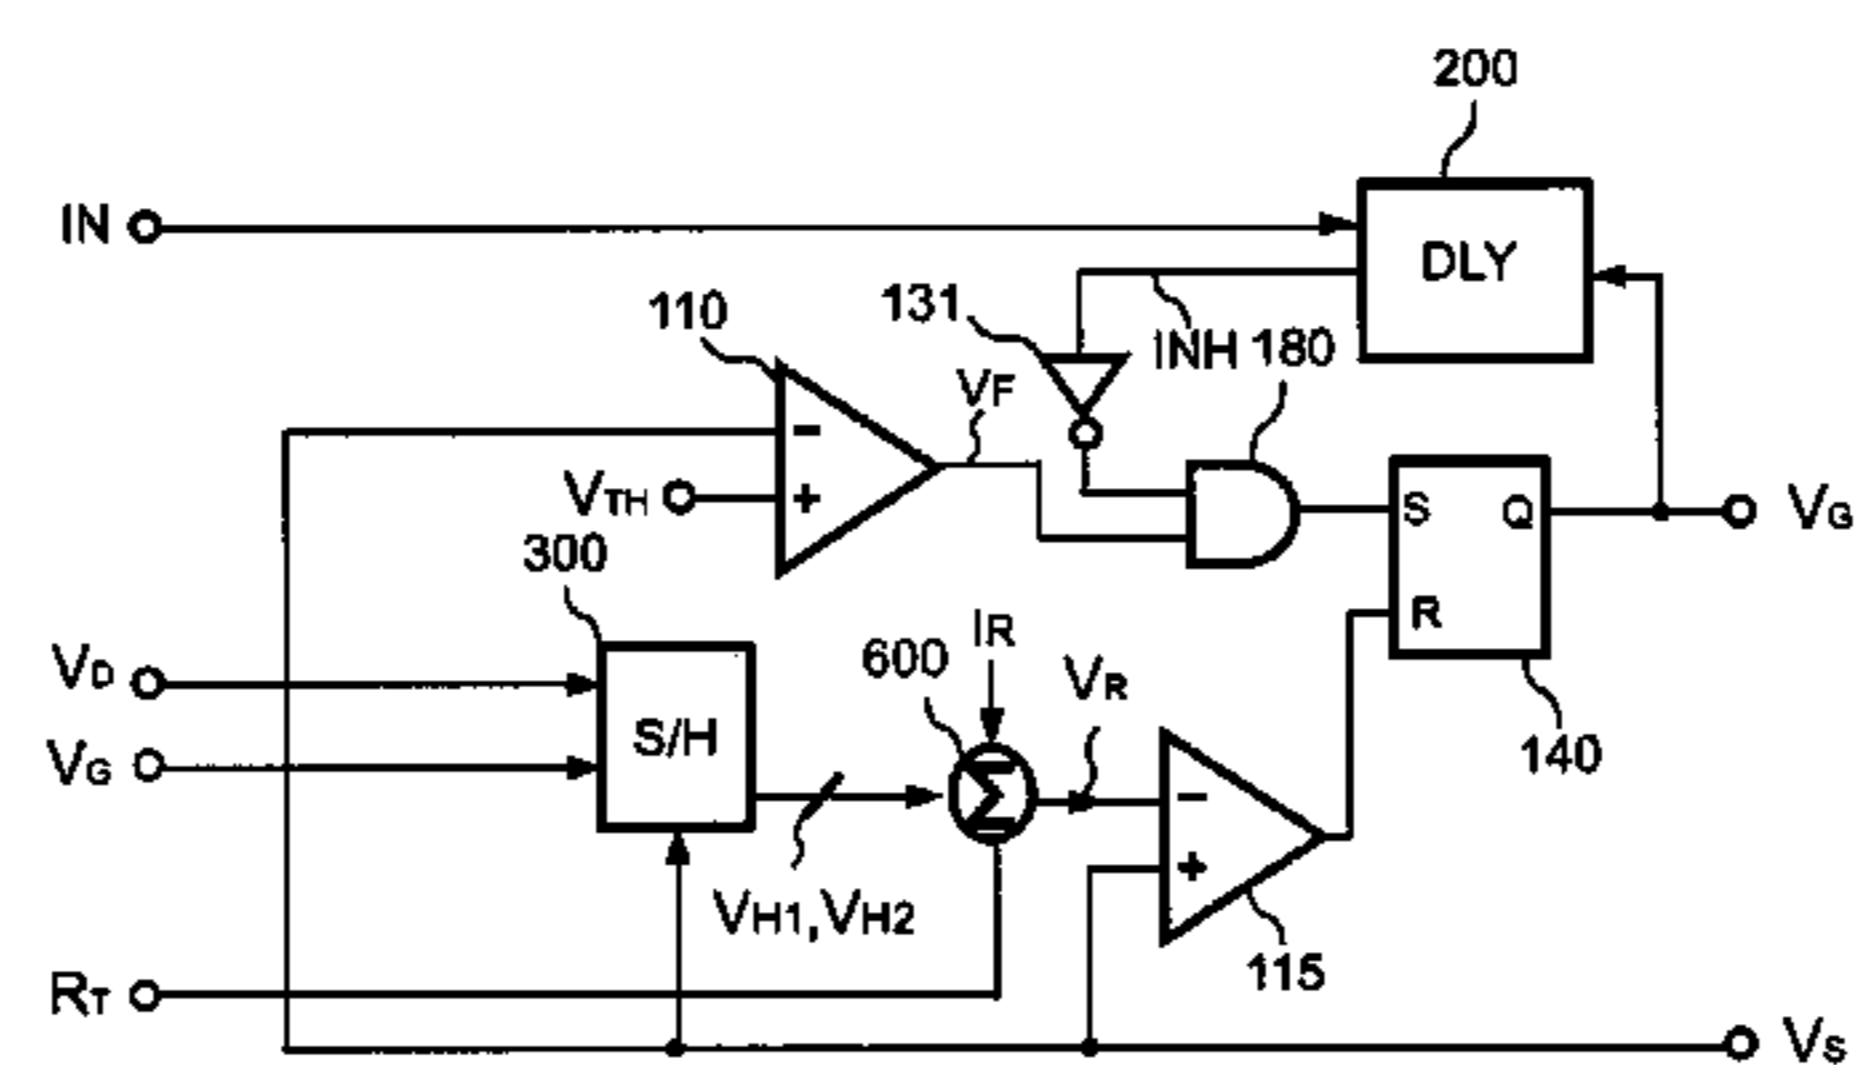 200
IN
DLY
110
131
INH
180
VF
VTH
-
+
S
Q
VG
300
R
VD
IR
600
VR
S/H
VG
Σ
140
-
+
VH1,VH2
115
RT
VS